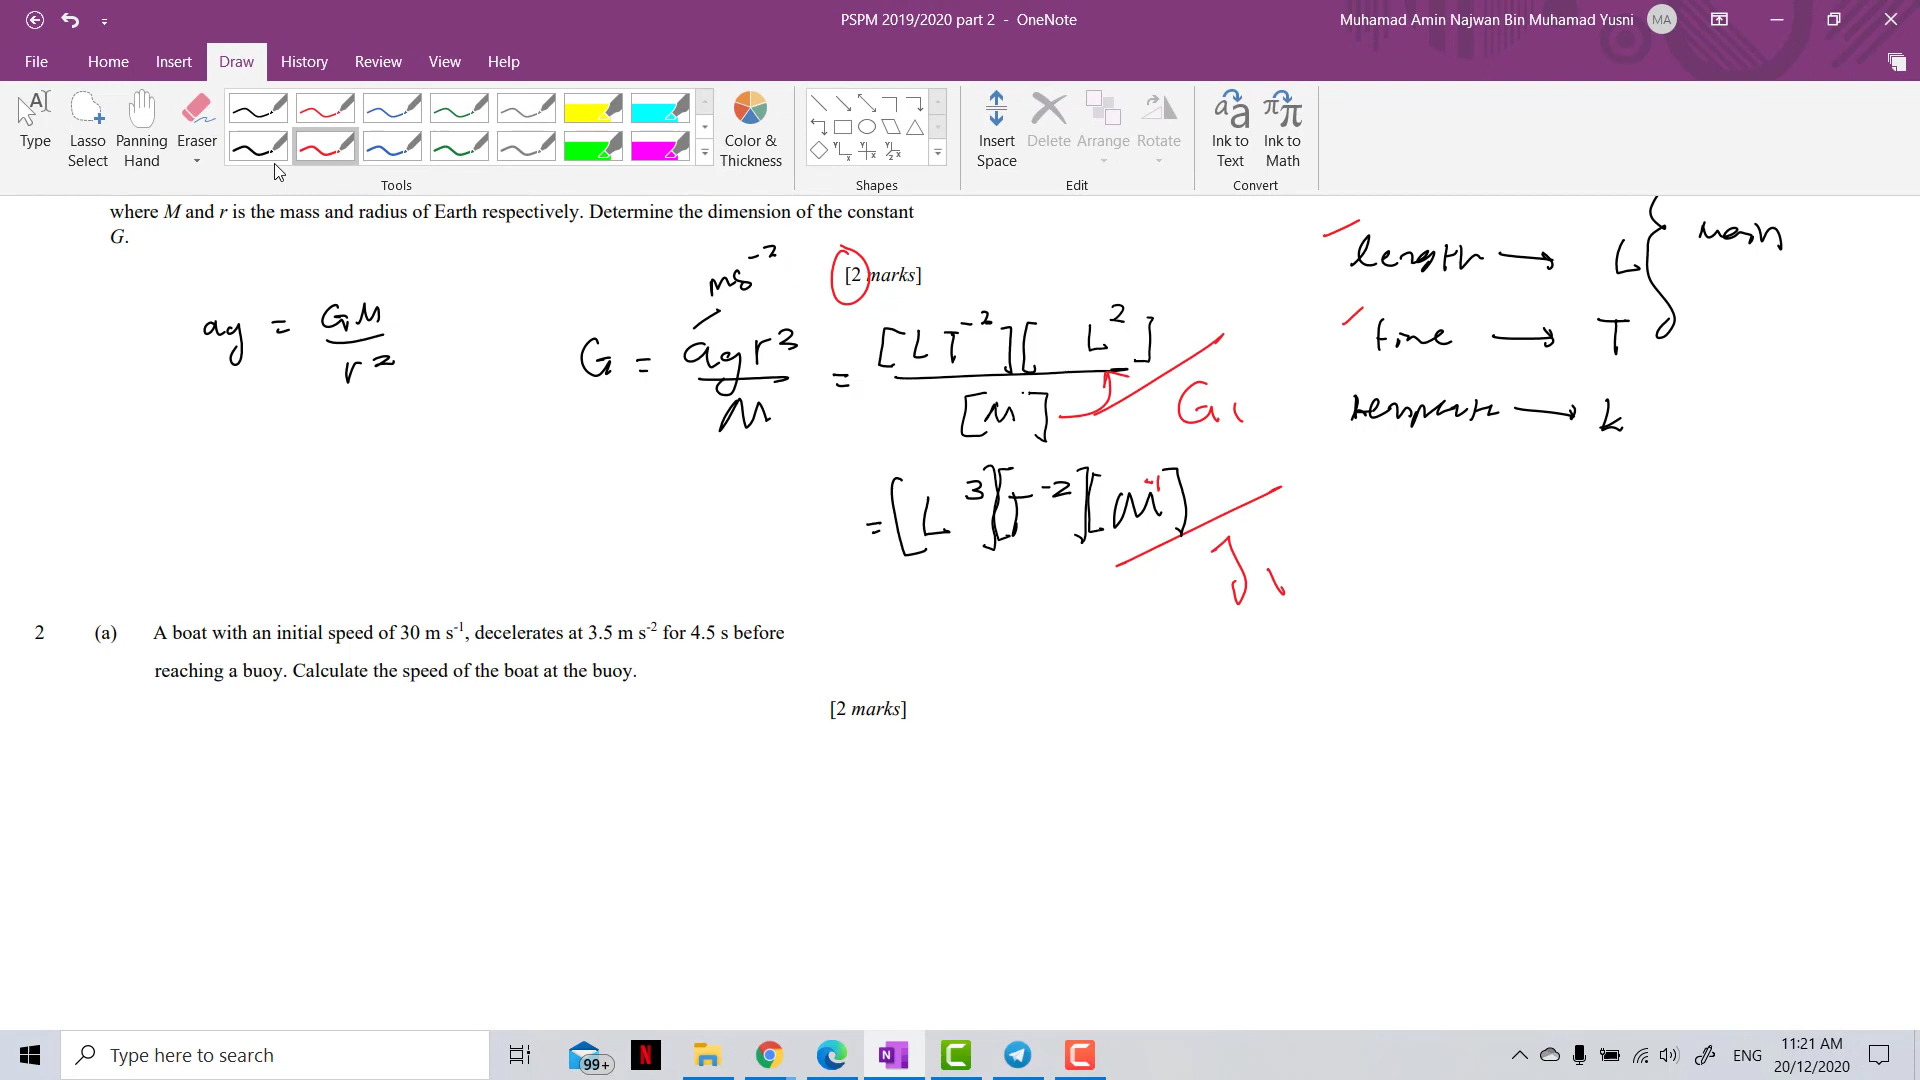 PSPM 2019/2020 part 2 - OneNote
Muhamad Amin Najwan Bin Muhamad Yusni
MA
File Home Insert Draw History Review View Help
Type
Lasso Select
Panning Hand
Eraser
Color & Thickness
Insert Space
Delete
Arrange
Rotate
Ink to Text
Ink to Math
Tools
Shapes
Edit
Convert
where M and r is the mass and radius of Earth respectively. Determine the dimension of the constant
G.
[2 marks]
ms⁻²
ag = GM / r²
G = ag r² / M = [LT⁻²][L²] / [M]
G1
= [L³][T⁻²][M⁻¹]
J1
length → L
time → T
→ k
2 (a) A boat with an initial speed of 30 m s⁻¹, decelerates at 3.5 m s⁻² for 4.5 s before
reaching a buoy. Calculate the speed of the boat at the buoy.
[2 marks]
Type here to search
99+
N
ENG
11:21 AM
20/12/2020